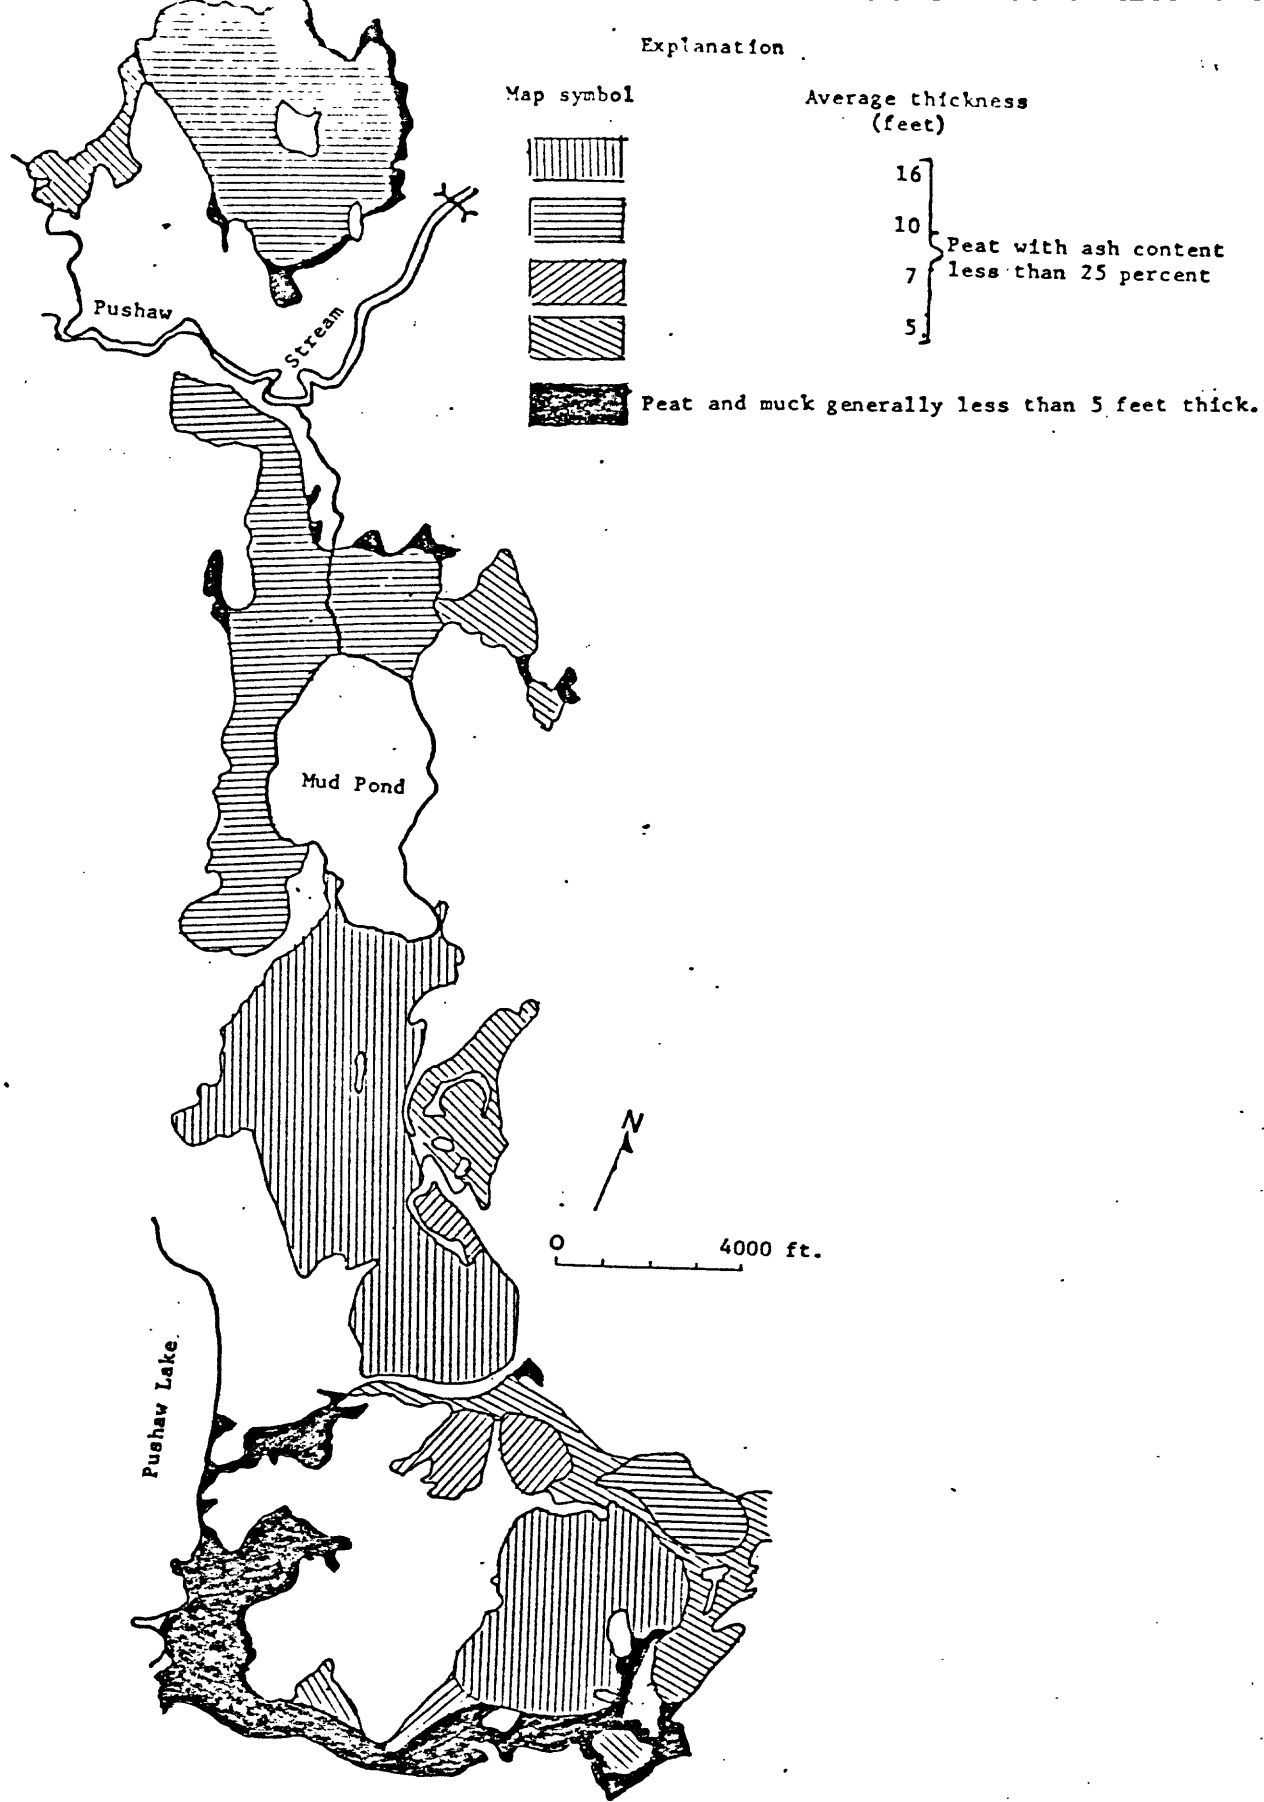 Explanation
Map symbol
Average thickness
(feet)
16
10
7
5
Peat with ash content
less than 25 percent
Peat and muck generally less than 5 feet thick.
Pushaw
Stream
Mud Pond
N
0
4000 ft.
Pushaw Lake